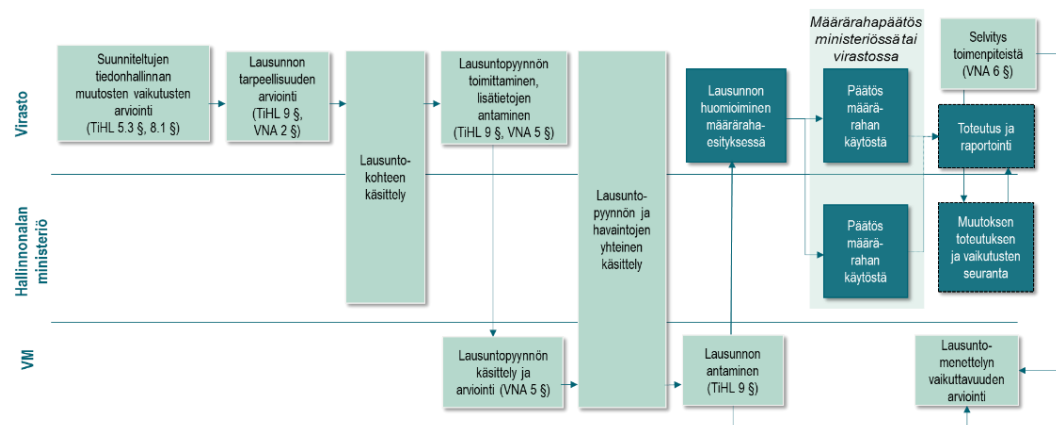 Virasto
Suunniteltujen
tiedonhallinnan
muutosten vaikutusten
arviointi
(TiHL 5.3 §, 8.1 §)
Lausunnon
tarpeellisuuden
arviointi
(TiHL 9 §,
VNA 2 §)
Lausunto-
kohteen
käsittely
Lausuntopyynnön
toimittaminen,
lisätietojen
antaminen
(TiHL 9 §, VNA 5 §)
Lausunto-
pyynnön ja
havaintojen
yhteinen
käsittely
Lausunnon
huomioiminen
määräraha-
esityksessä
Määrärahapäätös
ministeriössä tai
virastossa
Päätös
määrä-
rahan
käytöstä
Selvitys
toimenpiteistä
(VNA 6 §)
Toteutus ja
raportointi
Hallinnonalan
ministeriö
Päätös
määrä-
rahan
käytöstä
Muutoksen
toteutuksen
ja vaikutusten
seuranta
VM
Lausuntopyynnön
käsittely ja
arviointi (VNA 5 §)
Lausunnon
antaminen
(TiHL 9 §)
Lausunto-
menettelyn
vaikuttavuuden
arviointi